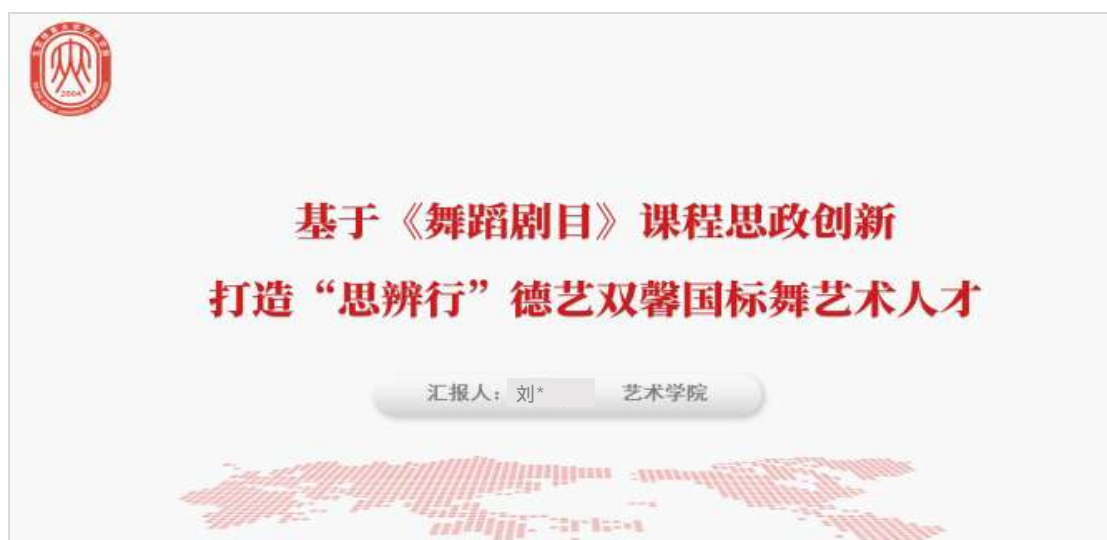 2004
基于《舞蹈剧目》课程思政创新
打造“思辨行”德艺双馨国标舞艺术人才
汇报人：刘* 艺术学院